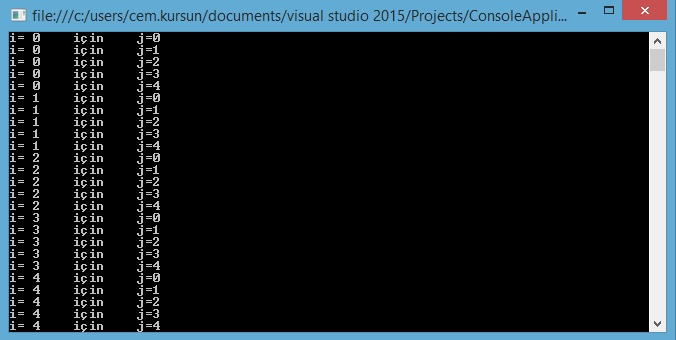 file:///c:/users/cem.kursun/documents/visual studio 2015/Projects/ConsoleAppli...
i= 0 için j=0
i= 0 için j=1
i= 0 için j=2
i= 0 için j=3
i= 0 için j=4
i= 1 için j=0
i= 1 için j=1
i= 1 için j=2
i= 1 için j=3
i= 1 için j=4
i= 2 için j=0
i= 2 için j=1
i= 2 için j=2
i= 2 için j=3
i= 2 için j=4
i= 3 için j=0
i= 3 için j=1
i= 3 için j=2
i= 3 için j=3
i= 3 için j=4
i= 4 için j=0
i= 4 için j=1
i= 4 için j=2
i= 4 için j=3
i= 4 için j=4